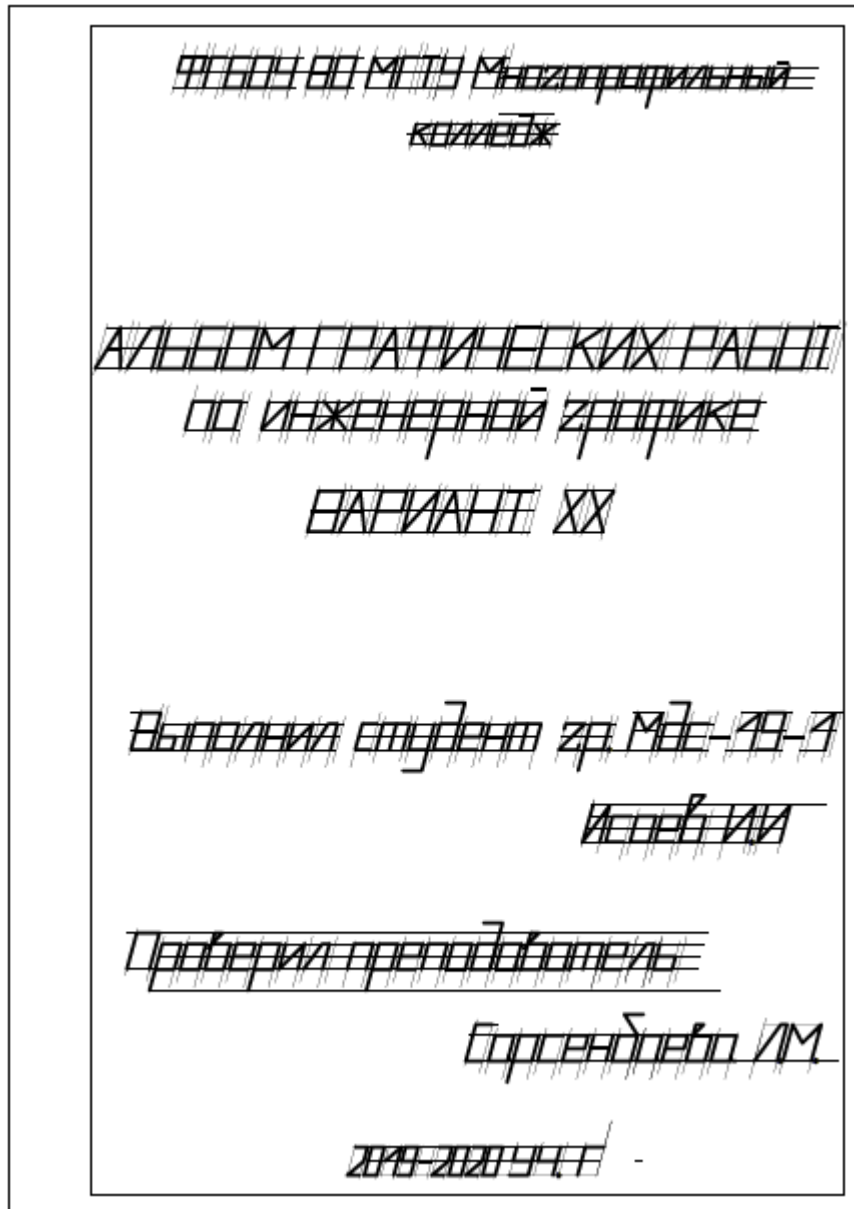 ФГБОУ ВО МГТУ Многопрофильный
колледж
АЛЬБОМ ГРАФИЧЕСКИХ РАБОТ
по инженерной графике
ВАРИАНТ XX
Выполнил студент гр. Мдс-19-1
Исаев И.И
Проверил преподаватель
Сарсенбаева Л.М.
2019-2020 УЧ. Г -